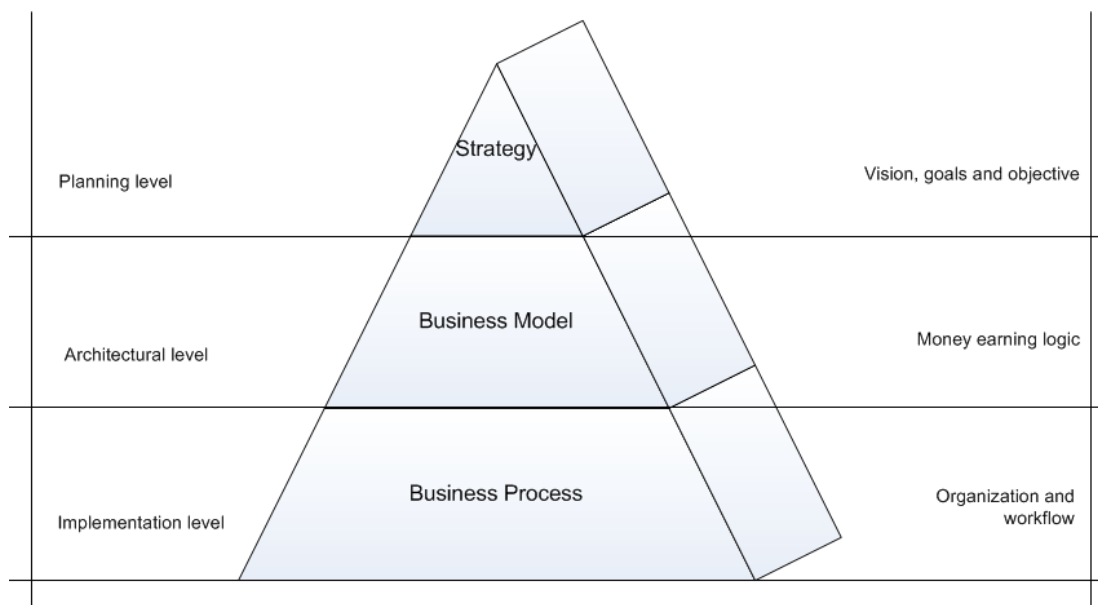 Strategy
Planning level
Vision, goals and objective
Business Model
Architectural level
Money earning logic
Business Process
Implementation level
Organization and
workflow